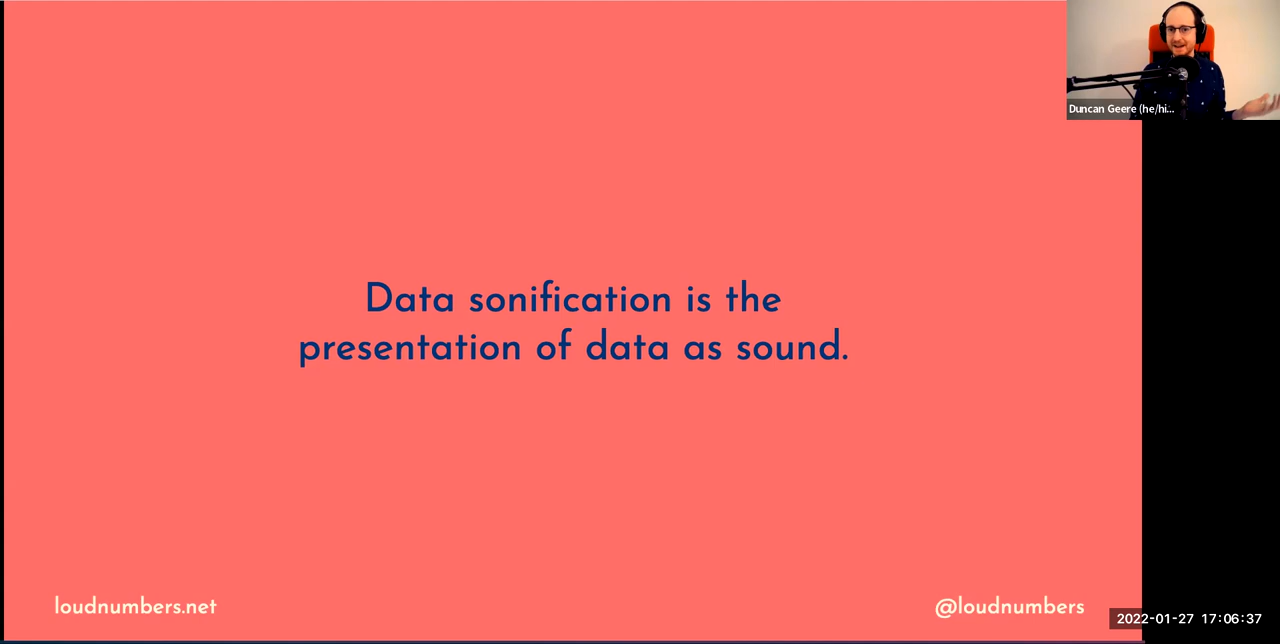 Duncan Geere (he/hi...
Data sonification is the
presentation of data as sound.
loudnumbers.net
@loudnumbers
2022-01-27 17:06:37